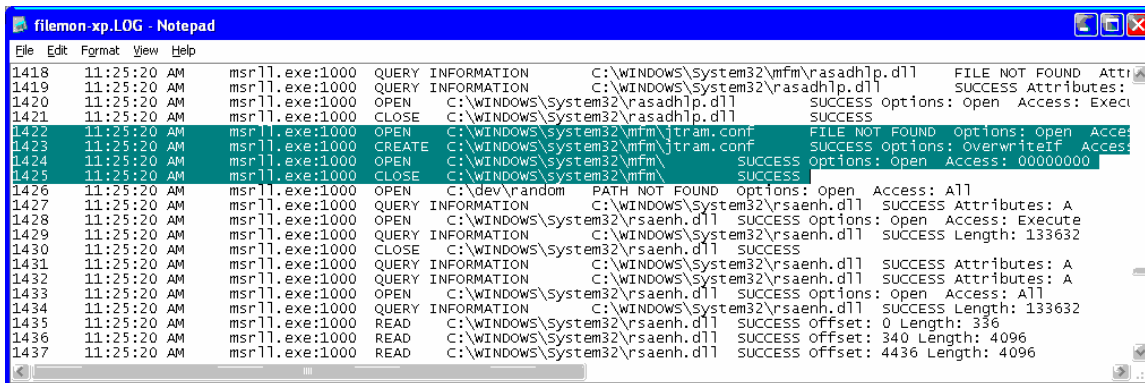 filemon-xp.LOG - Notepad
File Edit Format View Help
1418 11:25:20 AM msrll.exe:1000 QUERY INFORMATION C:\WINDOWS\System32\mfm\rasadhlp.dll FILE NOT FOUND Attri
1419 11:25:20 AM msrll.exe:1000 QUERY INFORMATION C:\WINDOWS\System32\rasadhlp.dll SUCCESS Attributes:
1420 11:25:20 AM msrll.exe:1000 OPEN C:\WINDOWS\System32\rasadhlp.dll SUCCESS Options: Open Access: Execu
1421 11:25:20 AM msrll.exe:1000 CLOSE C:\WINDOWS\System32\rasadhlp.dll SUCCESS
1422 11:25:20 AM msrll.exe:1000 OPEN C:\WINDOWS\System32\mfm\jtram.conf FILE NOT FOUND Options: Open Acces
1423 11:25:20 AM msrll.exe:1000 CREATE C:\WINDOWS\System32\mfm\jtram.conf SUCCESS Options: OverwriteIf Access
1424 11:25:20 AM msrll.exe:1000 OPEN C:\WINDOWS\System32\mfm\ SUCCESS Options: Open Access: 00000000
1425 11:25:20 AM msrll.exe:1000 CLOSE C:\WINDOWS\System32\mfm\ SUCCESS
1426 11:25:20 AM msrll.exe:1000 OPEN C:\dev\random PATH NOT FOUND Options: Open Access: All
1427 11:25:20 AM msrll.exe:1000 QUERY INFORMATION C:\WINDOWS\System32\rsaenh.dll SUCCESS Attributes: A
1428 11:25:20 AM msrll.exe:1000 OPEN C:\WINDOWS\System32\rsaenh.dll SUCCESS Options: Open Access: Execute
1429 11:25:20 AM msrll.exe:1000 QUERY INFORMATION C:\WINDOWS\System32\rsaenh.dll SUCCESS Length: 133632
1430 11:25:20 AM msrll.exe:1000 CLOSE C:\WINDOWS\System32\rsaenh.dll SUCCESS
1431 11:25:20 AM msrll.exe:1000 QUERY INFORMATION C:\WINDOWS\System32\rsaenh.dll SUCCESS Attributes: A
1432 11:25:20 AM msrll.exe:1000 QUERY INFORMATION C:\WINDOWS\System32\rsaenh.dll SUCCESS Attributes: A
1433 11:25:20 AM msrll.exe:1000 OPEN C:\WINDOWS\System32\rsaenh.dll SUCCESS Options: Open Access: All
1434 11:25:20 AM msrll.exe:1000 QUERY INFORMATION C:\WINDOWS\System32\rsaenh.dll SUCCESS Length: 133632
1435 11:25:20 AM msrll.exe:1000 READ C:\WINDOWS\System32\rsaenh.dll SUCCESS Offset: 0 Length: 336
1436 11:25:20 AM msrll.exe:1000 READ C:\WINDOWS\System32\rsaenh.dll SUCCESS Offset: 340 Length: 4096
1437 11:25:20 AM msrll.exe:1000 READ C:\WINDOWS\System32\rsaenh.dll SUCCESS Offset: 4436 Length: 4096